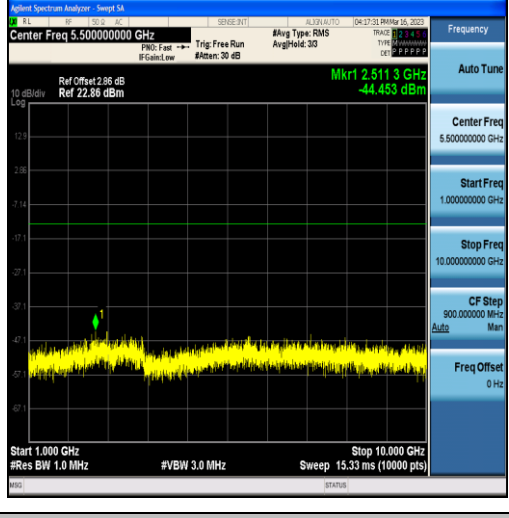 Agilent Spectrum Analyzer - Swept SA
RL RF 50 Ω AC SENSE:INT ALIGN AUTO 04:17:31 PM Mar 16, 2023
Center Freq 5.500000000 GHz
PNO: Fast
IFGain:Low
Trig: Free Run
#Atten: 30 dB
#Avg Type: RMS
Avg|Hold: 3/3
TRACE 1 2 3 4 5 6
TYPE M
DET P P P P P P
Ref Offset 2.86 dB
10 dB/div Ref 22.86 dBm
Log
Mkr1 2.511 3 GHz
-44.453 dBm
12.9
2.86
-7.14
-17.1
-27.1
-37.1
-47.1
-57.1
-67.1
1
Start 1.000 GHz Stop 10.000 GHz
#Res BW 1.0 MHz #VBW 3.0 MHz Sweep 15.33 ms (10000 pts)
MSG STATUS
Frequency
Auto Tune
Center Freq
5.500000000 GHz
Start Freq
1.000000000 GHz
Stop Freq
10.000000000 GHz
CF Step
900.000000 MHz
Auto Man
Freq Offset
0 Hz